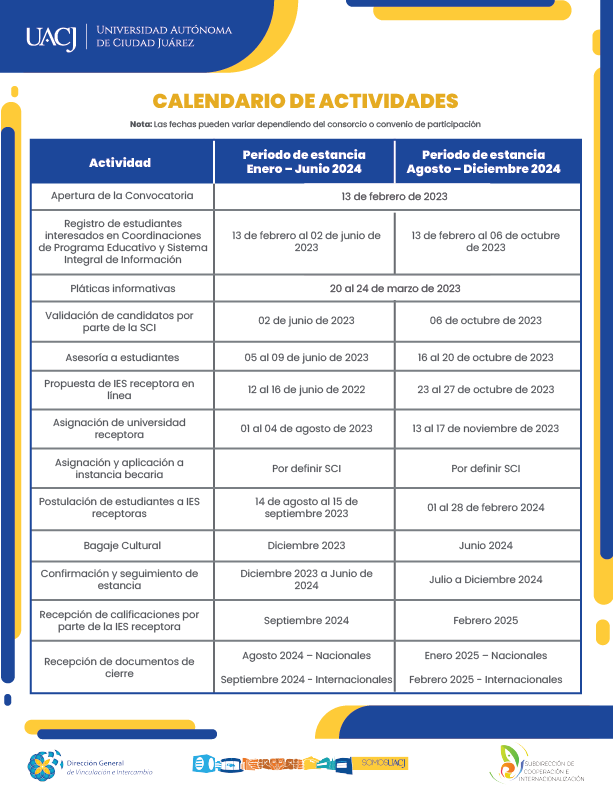 UACJ
UNIVERSIDAD AUTÓNOMA
DE CIUDAD JUÁREZ
CALENDARIO DE ACTIVIDADES
Nota: Las fechas pueden variar dependiendo del consorcio o convenio de participación
Actividad
Periodo de estancia
Enero – Junio 2024
Periodo de estancia
Agosto – Diciembre 2024
Apertura de la Convocatoria
13 de febrero de 2023
Registro de estudiantes
interesados en Coordinaciones
de Programa Educativo y Sistema
Integral de Información
13 de febrero al 02 de junio de
2023
13 de febrero al 06 de octubre
de 2023
Pláticas informativas
20 al 24 de marzo de 2023
Validación de candidatos por
parte de la SCI
02 de junio de 2023
06 de octubre de 2023
Asesoría a estudiantes
05 al 09 de junio de 2023
16 al 20 de octubre de 2023
Propuesta de IES receptora en
línea
12 al 16 de junio de 2022
23 al 27 de octubre de 2023
Asignación de universidad
receptora
01 al 04 de agosto de 2023
13 al 17 de noviembre de 2023
Asignación y aplicación a
instancia becaria
Por definir SCI
Por definir SCI
Postulación de estudiantes a IES
receptoras
14 de agosto al 15 de
septiembre 2023
01 al 28 de febrero 2024
Bagaje Cultural
Diciembre 2023
Junio 2024
Confirmación y seguimiento de
estancia
Diciembre 2023 a Junio de
2024
Julio a Diciembre 2024
Recepción de calificaciones por
parte de la IES receptora
Septiembre 2024
Febrero 2025
Recepción de documentos de
cierre
Agosto 2024 – Nacionales
Septiembre 2024 - Internacionales
Enero 2025 – Nacionales
Febrero 2025 - Internacionales
Dirección General
de Vinculación e Intercambio
SOMOSUACJ
SUBDIRECCIÓN DE
COOPERACIÓN E
INTERNACIONALIZACIÓN